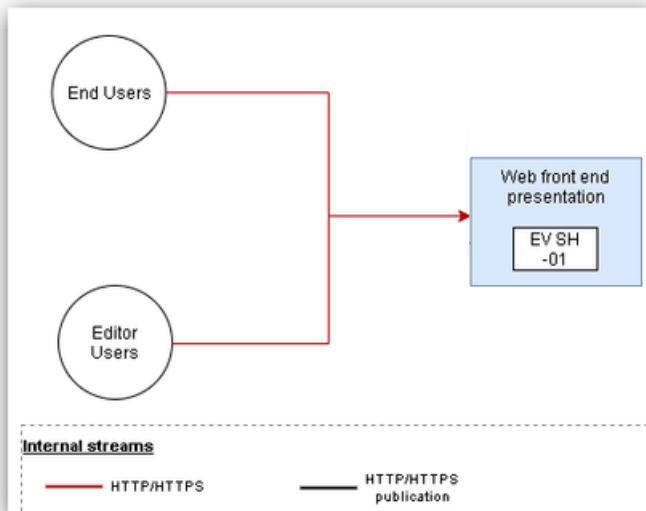 End Users
Web front end
presentation
EV SH
-01
Editor
Users
Internal streams
HTTP/HTTPS
HTTP/HTTPS
publication